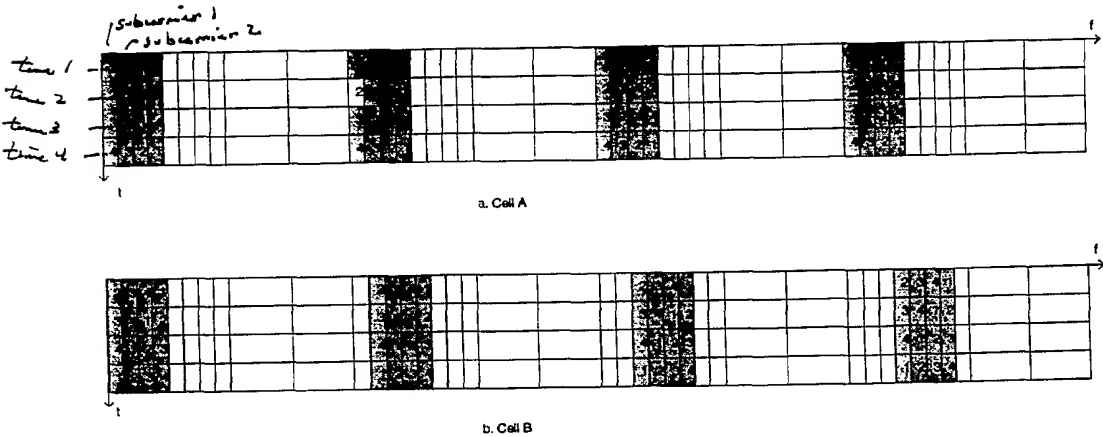 subcarrier 1
subcarrier 2
f
time 1
time 2
2
time 3
time 4
t
a. Cell A
f
t
b. Cell B